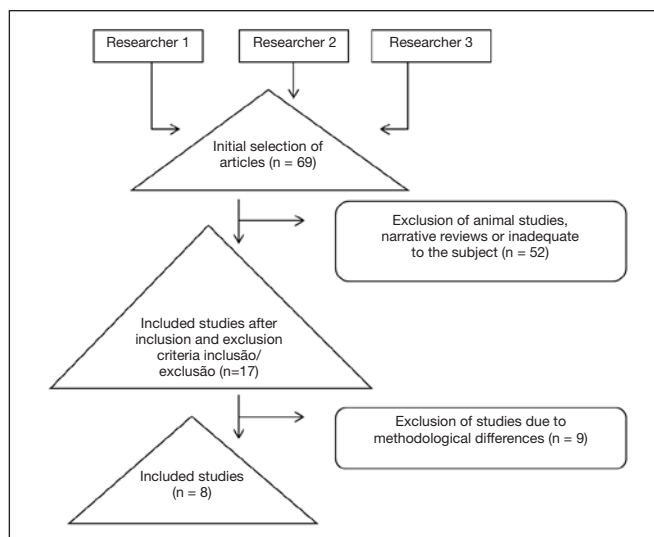 Researcher 1
Researcher 2
Researcher 3
Initial selection of
articles (n = 69)
Exclusion of animal studies,
narrative reviews or inadequate
to the subject (n = 52)
Included studies after
inclusion and exclusion
criteria inclusão/
exclusão (n=17)
Exclusion of studies due to
methodological differences (n = 9)
Included studies
(n = 8)